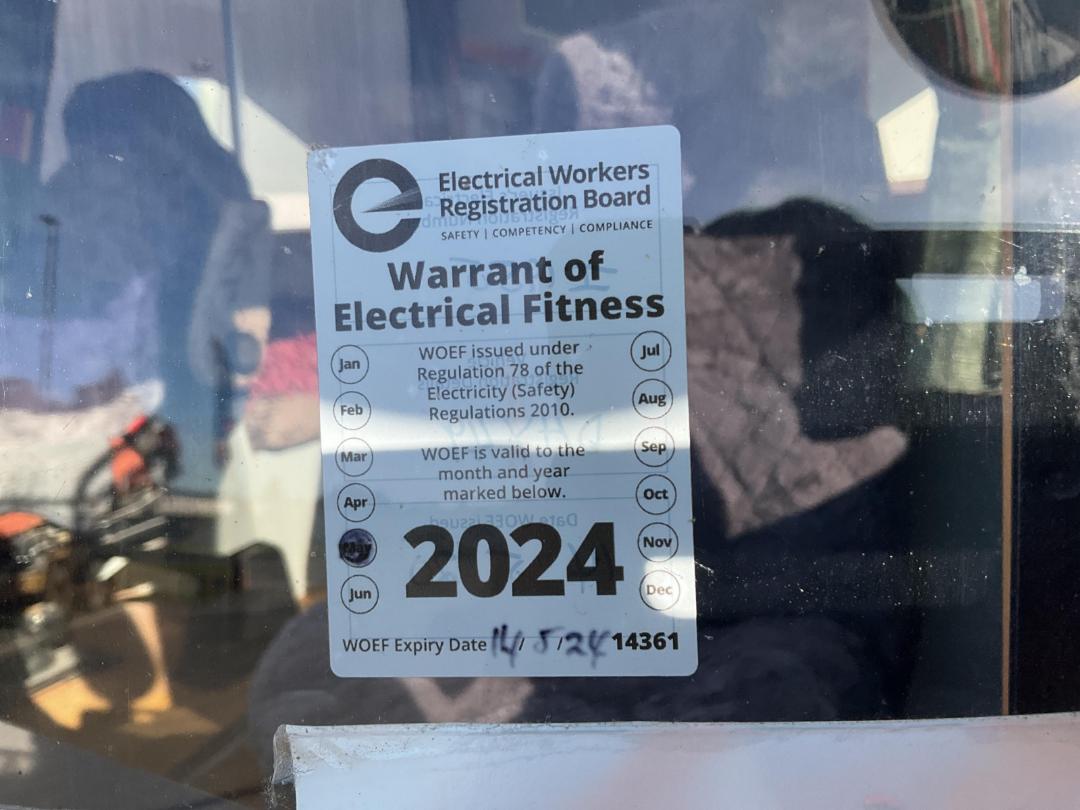 Electrical Workers
Registration Board
SAFETY | COMPETENCY | COMPLIANCE
Warrant of
Electrical Fitness
Jan
Feb
Mar
Apr
May
Jun
WOEF issued under
Regulation 78 of the
Electricity (Safety)
Regulations 2010.
WOEF is valid to the
month and year
marked below.
2024
Jul
Aug
Sep
Oct
Nov
Dec
WOEF Expiry Date 14/ 5 /24 14361